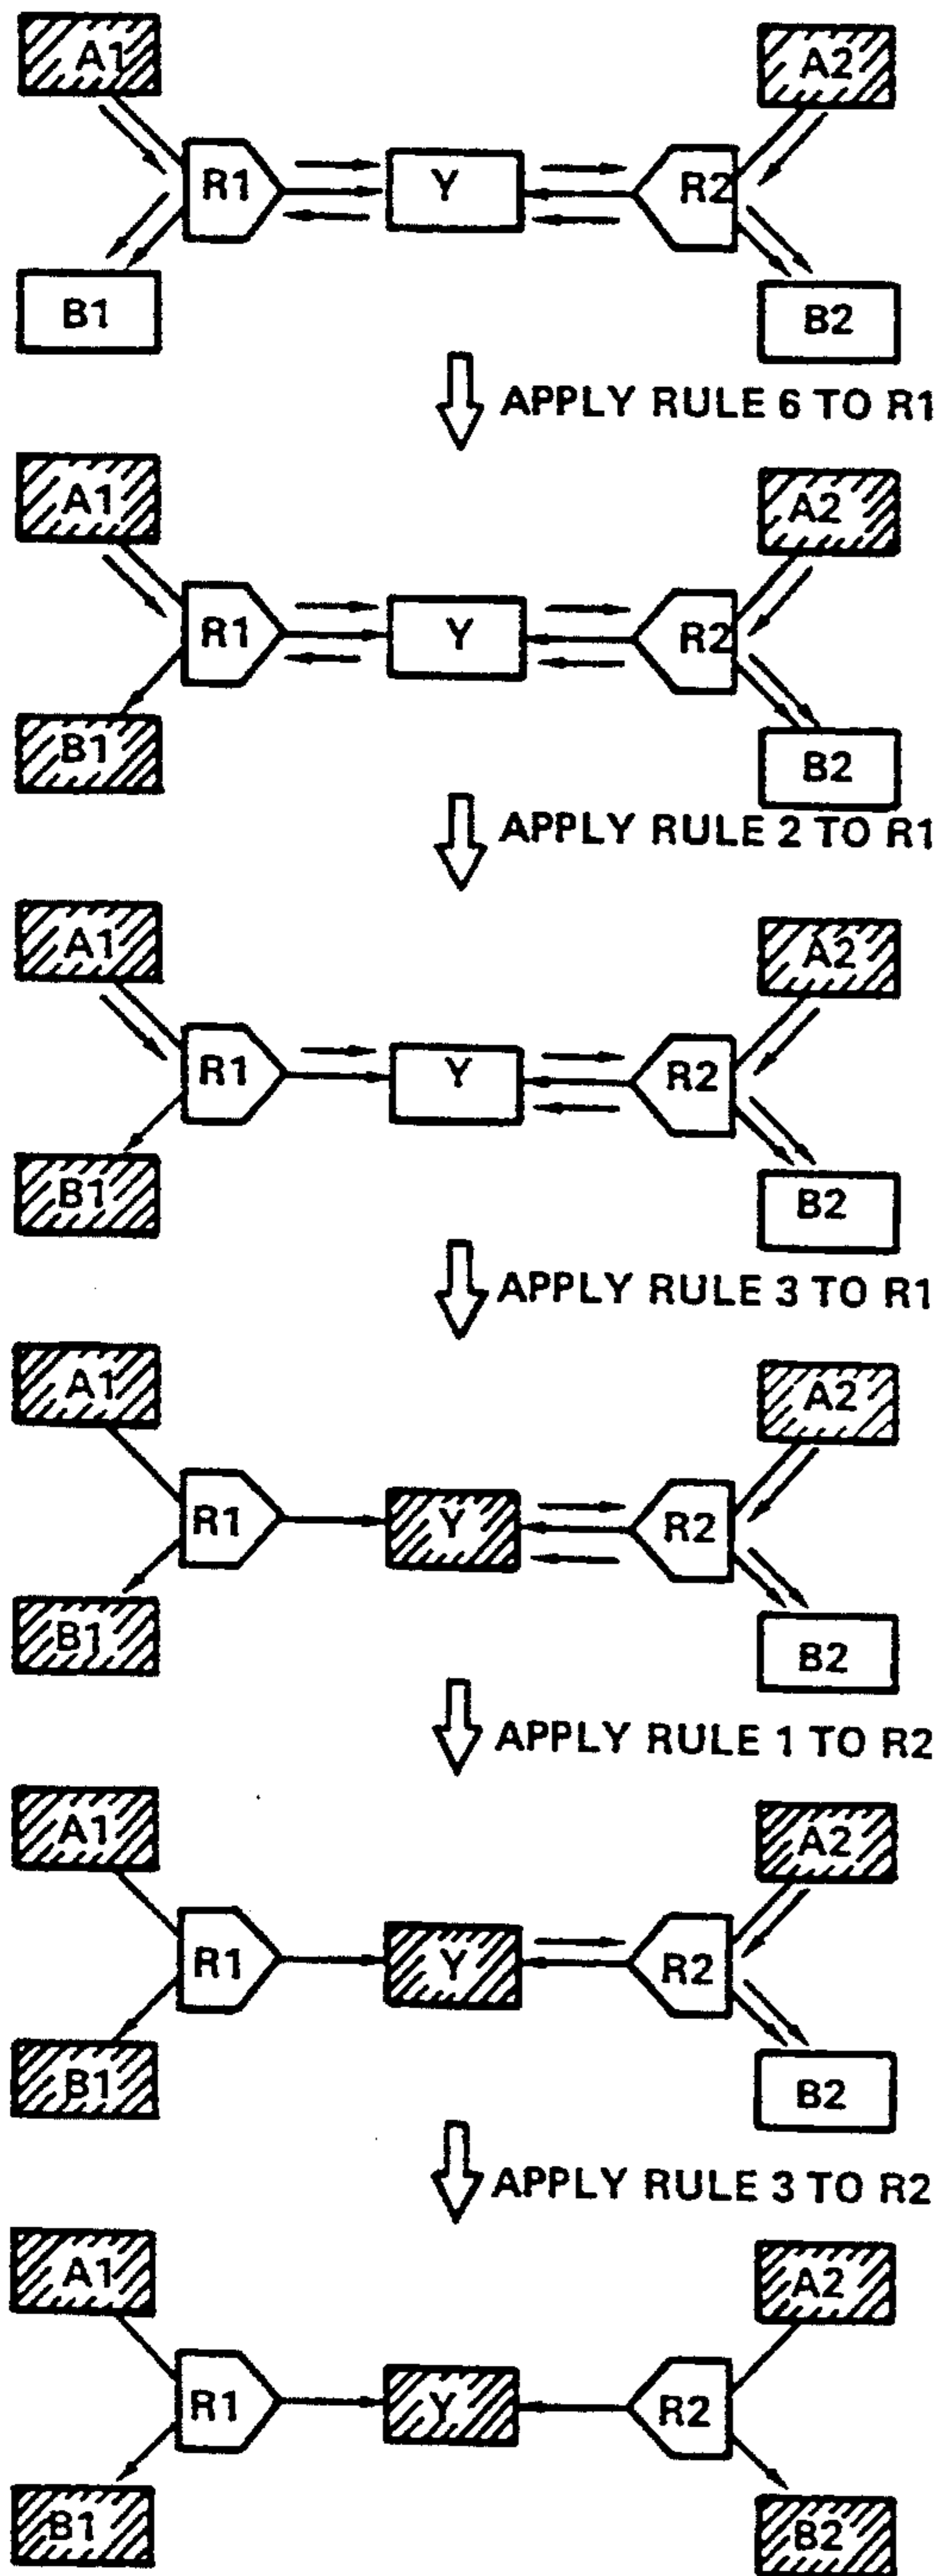 A1 A2
R1 Y R2
B1 B2
APPLY RULE 6 TO R1
A1 A2
R1 Y R2
B1 B2
APPLY RULE 2 TO R1
A1 A2
R1 Y R2
B1 B2
APPLY RULE 3 TO R1
A1 A2
R1 Y R2
B1 B2
APPLY RULE 1 TO R2
A1 A2
R1 Y R2
B1 B2
APPLY RULE 3 TO R2
A1 A2
R1 Y R2
B1 B2